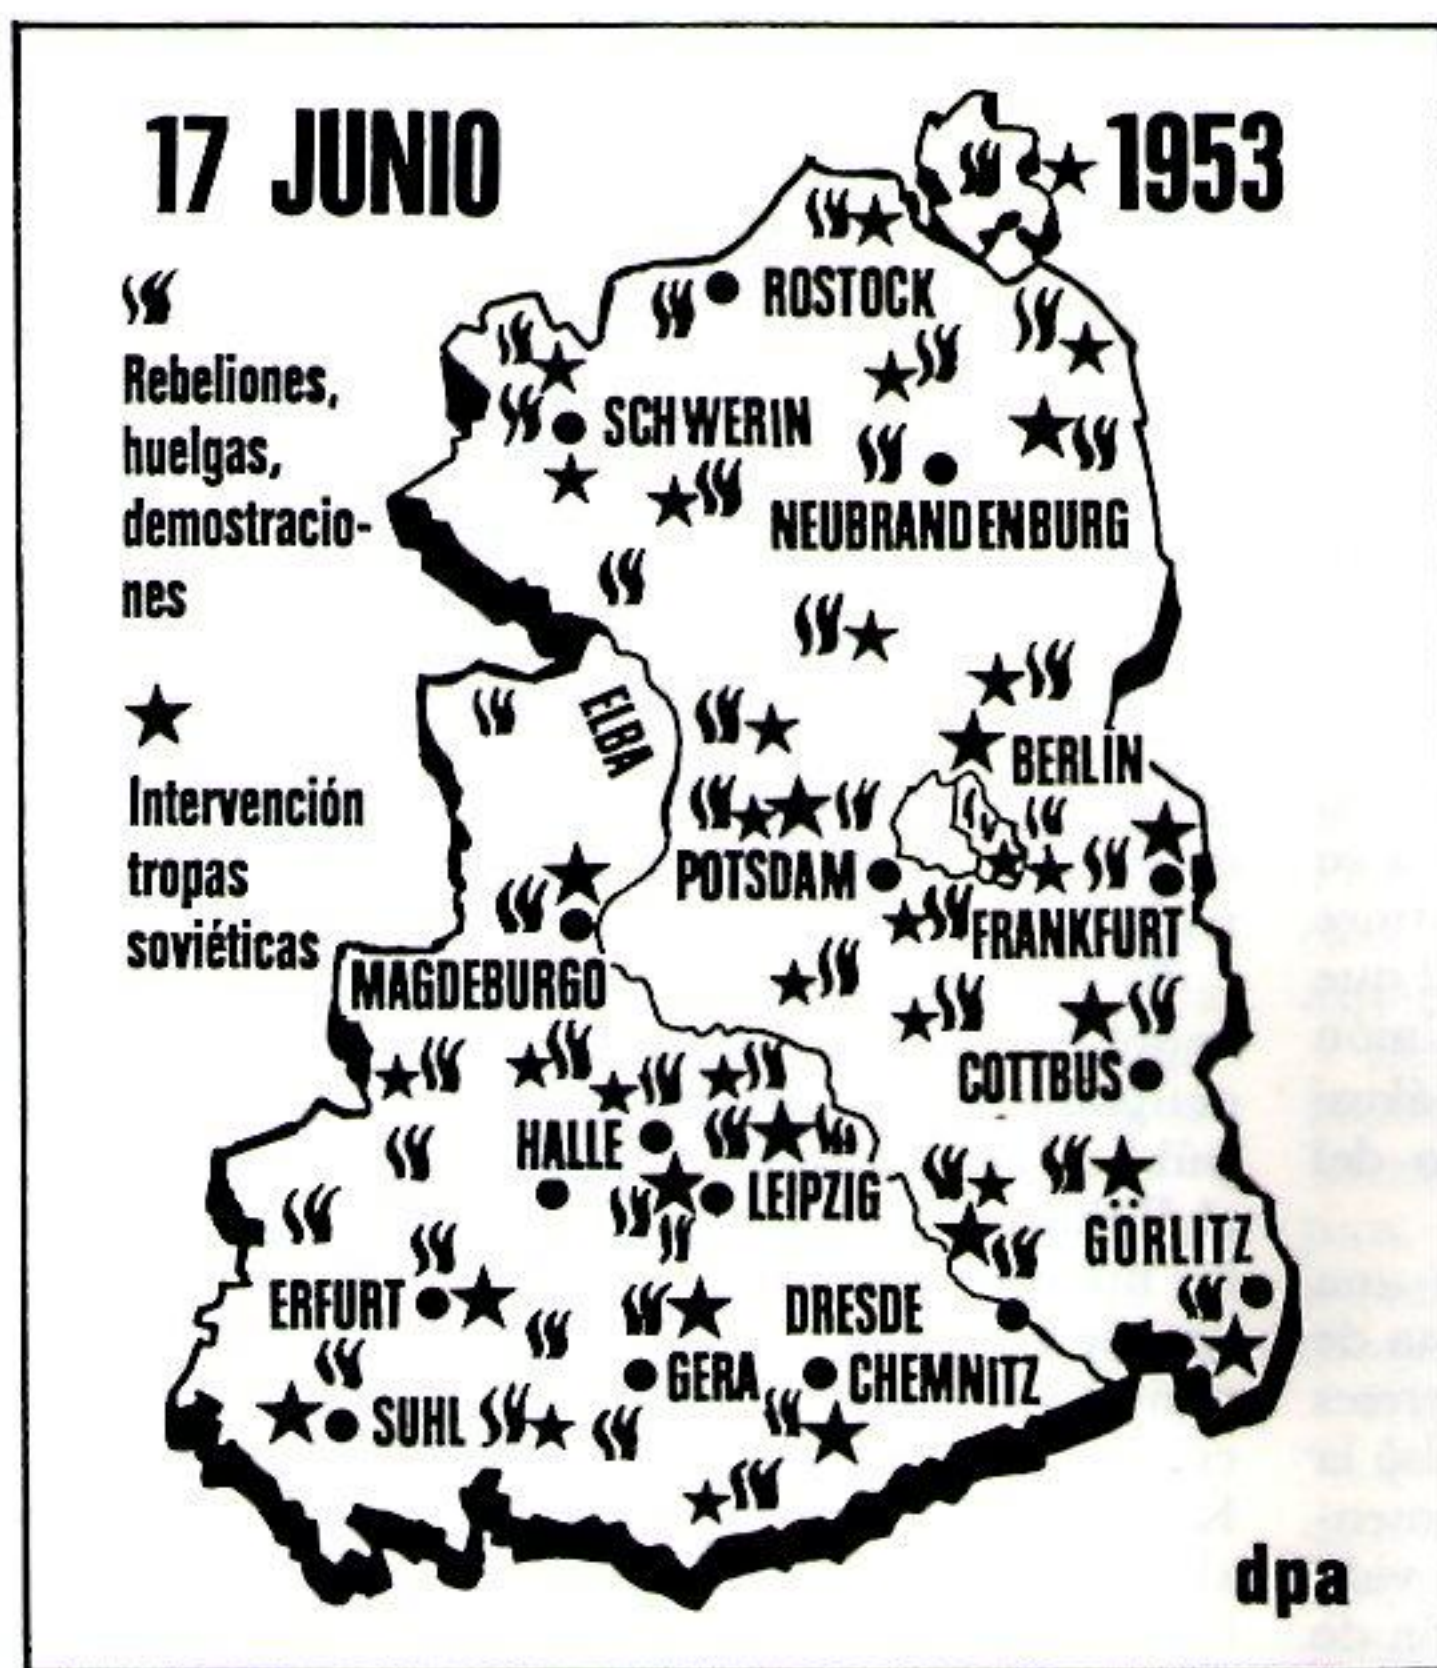 17 JUNIO 1953
Rebeliones,
huelgas,
demostracio-
nes
Intervención
tropas
soviéticas
ROSTOCK
SCHWERIN
NEUBRANDENBURG
ELBA
BERLÍN
POTSDAM
FRANKFURT
MAGDEBURGO
COTTBUS
HALLE
LEIPZIG
GÖRLITZ
ERFURT
DRESDE
GERA
CHEMNITZ
SUHL
dpa